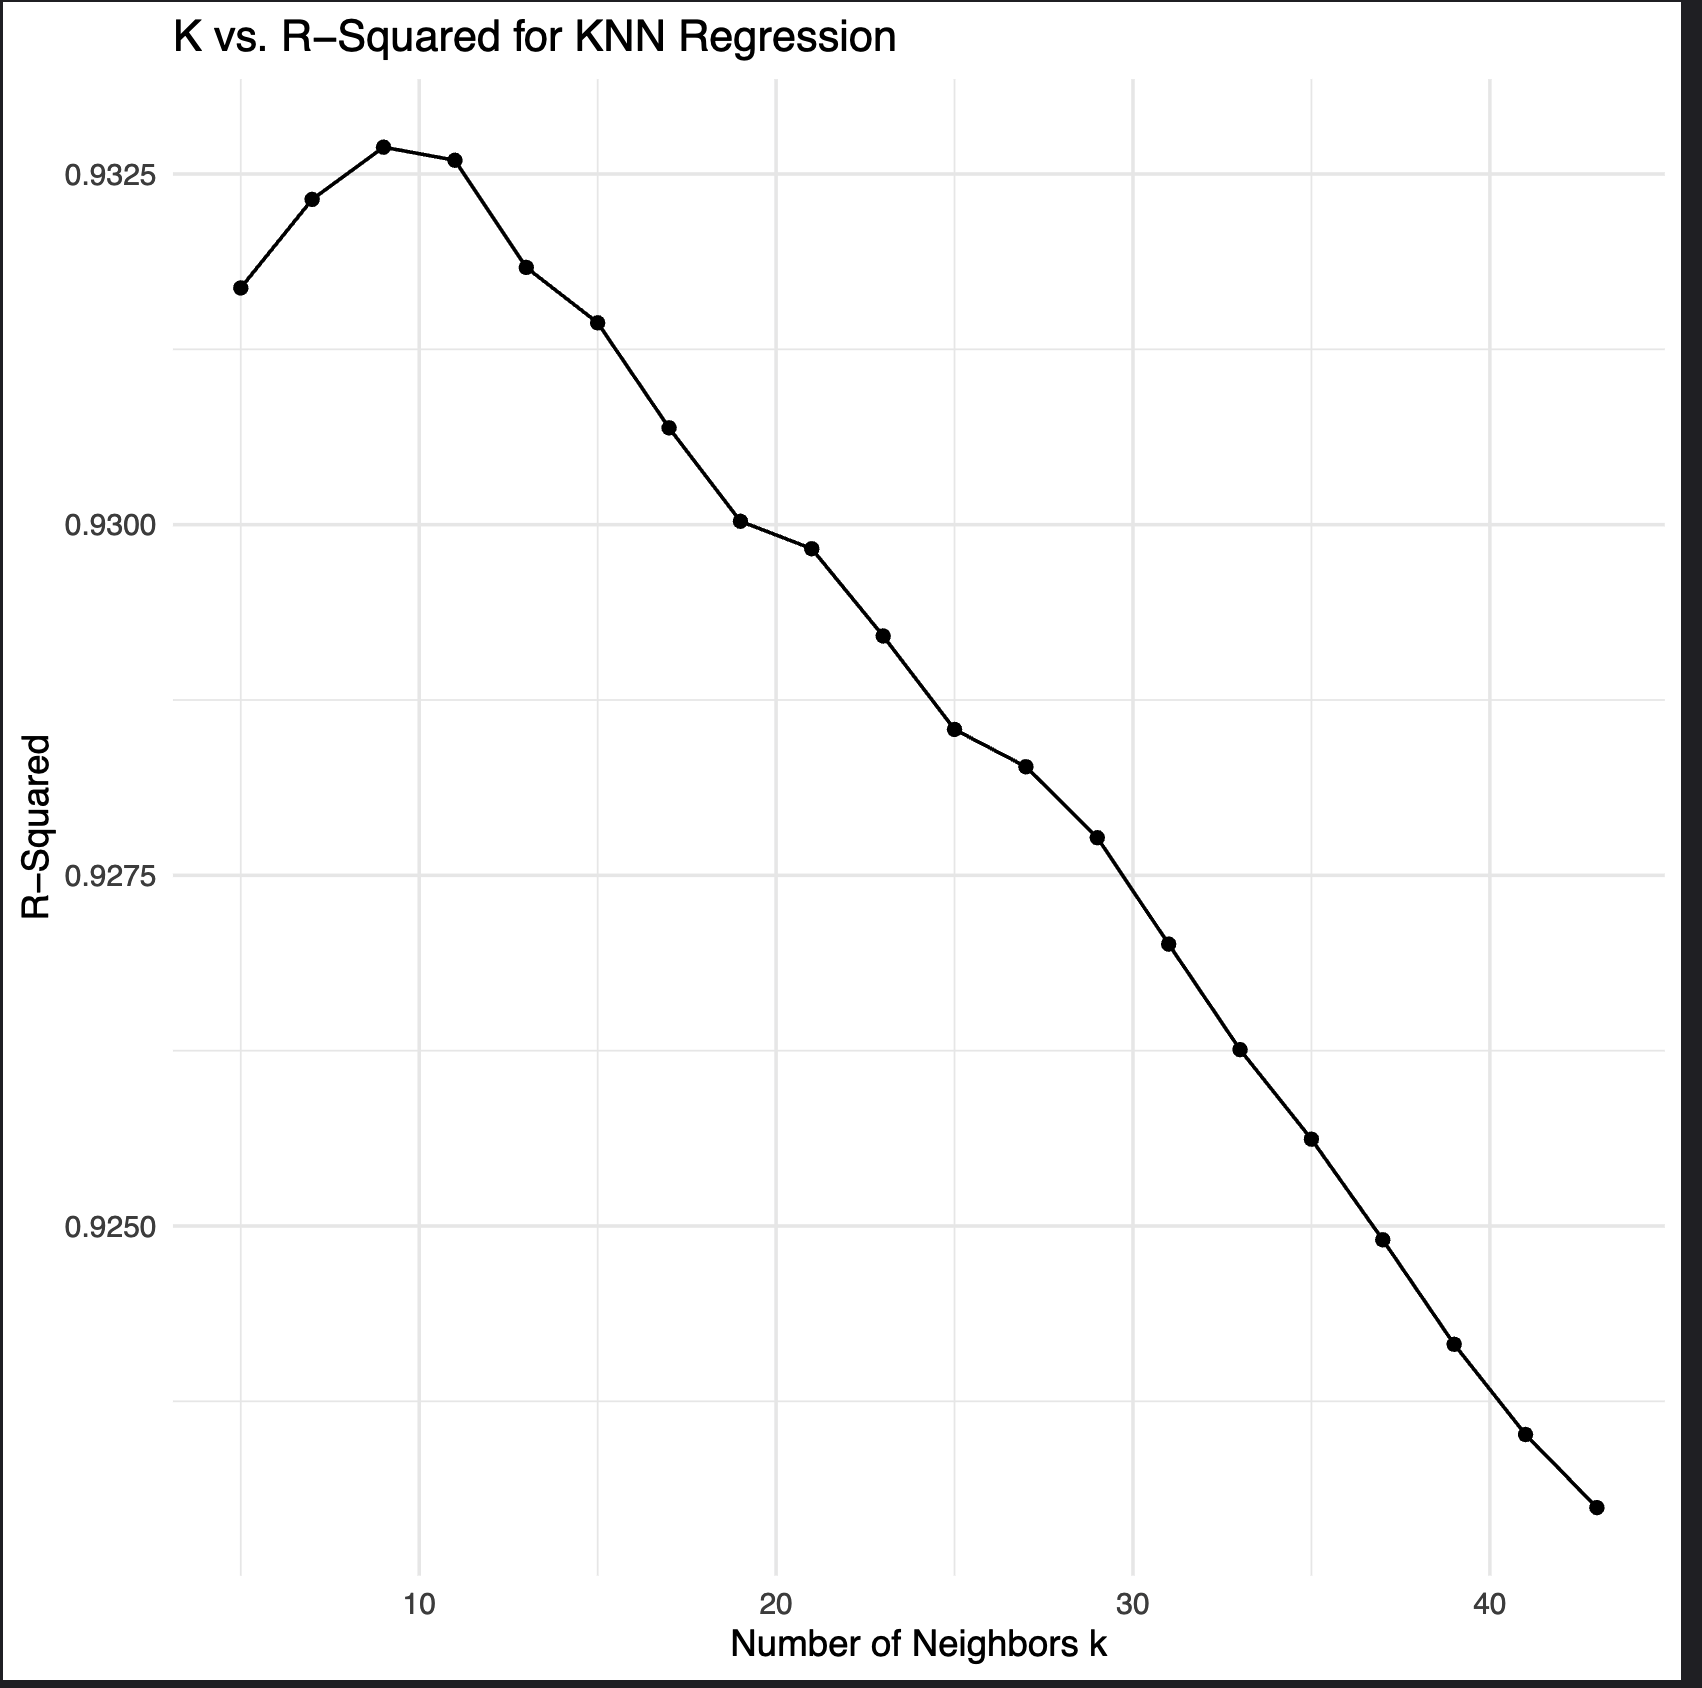 K vs. R−Squared for KNN Regression
0.9325
0.9300
0.9275
0.9250
R−Squared
10 20 30 40
Number of Neighbors k